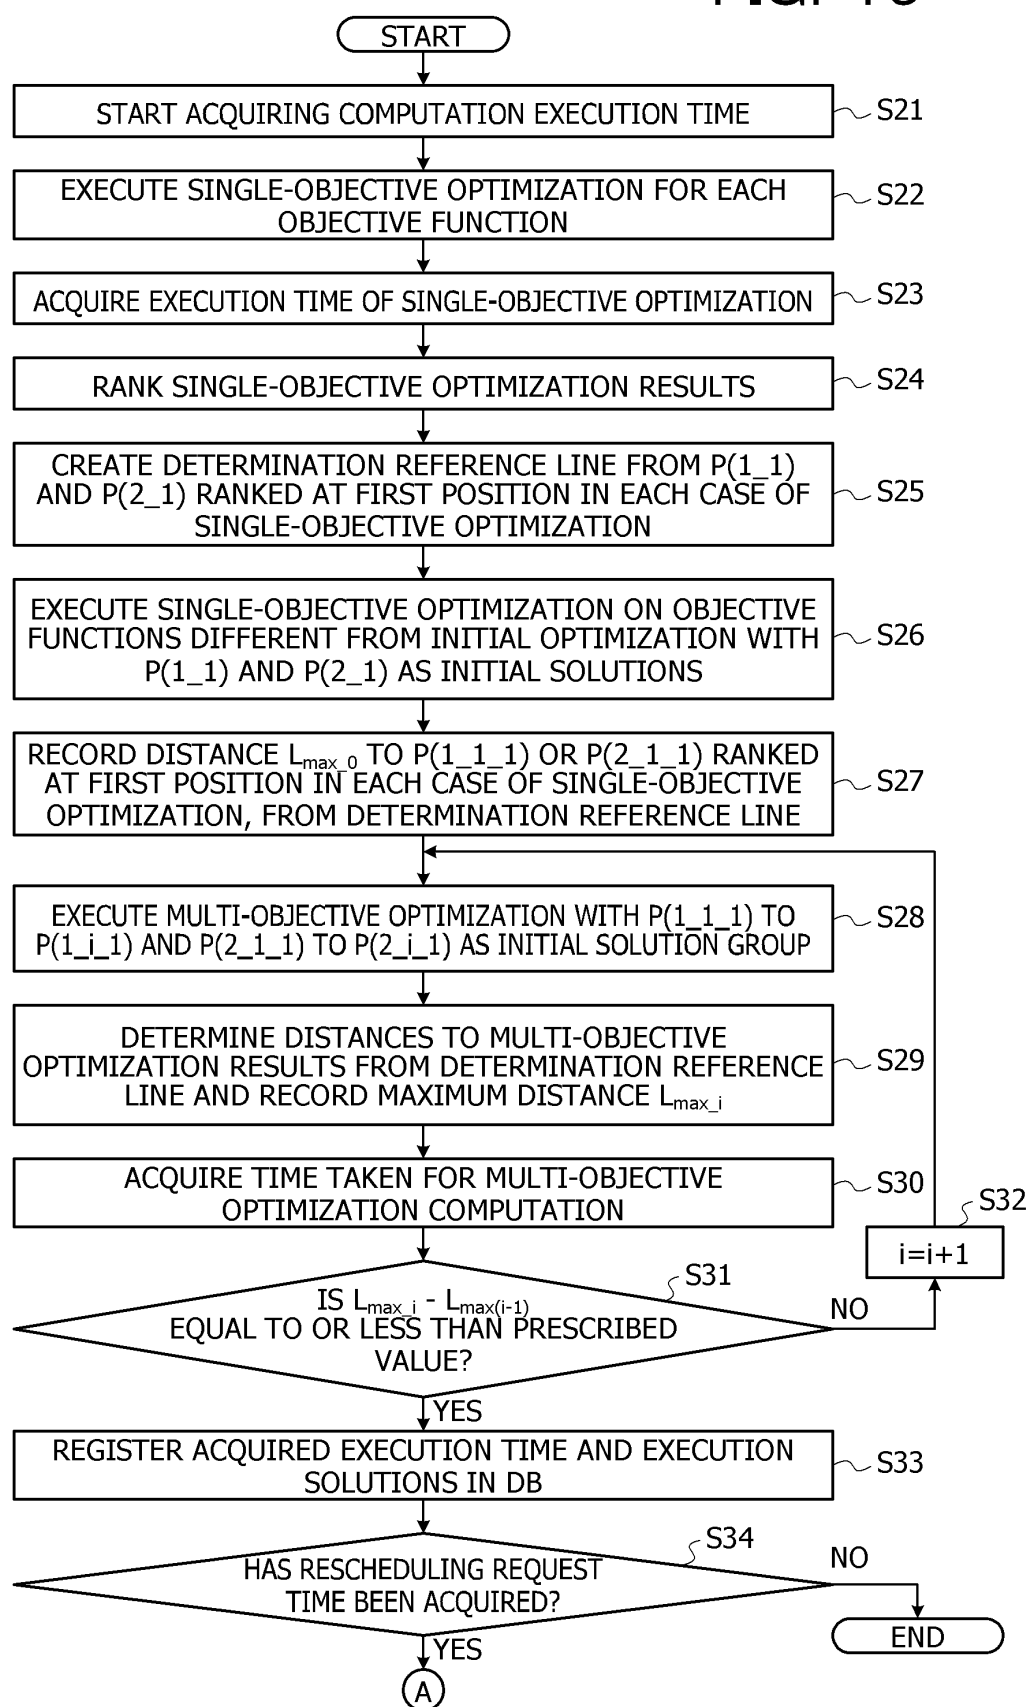 START
START ACQUIRING COMPUTATION EXECUTION TIME
S21
EXECUTE SINGLE-OBJECTIVE OPTIMIZATION FOR EACH
OBJECTIVE FUNCTION
S22
ACQUIRE EXECUTION TIME OF SINGLE-OBJECTIVE OPTIMIZATION
S23
RANK SINGLE-OBJECTIVE OPTIMIZATION RESULTS
S24
CREATE DETERMINATION REFERENCE LINE FROM P(1_1)
AND P(2_1) RANKED AT FIRST POSITION IN EACH CASE OF
SINGLE-OBJECTIVE OPTIMIZATION
S25
EXECUTE SINGLE-OBJECTIVE OPTIMIZATION ON OBJECTIVE
FUNCTIONS DIFFERENT FROM INITIAL OPTIMIZATION WITH
P(1_1) AND P(2_1) AS INITIAL SOLUTIONS
S26
RECORD DISTANCE Lmax_0 TO P(1_1_1) OR P(2_1_1) RANKED
AT FIRST POSITION IN EACH CASE OF SINGLE-OBJECTIVE
OPTIMIZATION, FROM DETERMINATION REFERENCE LINE
S27
EXECUTE MULTI-OBJECTIVE OPTIMIZATION WITH P(1_1_1) TO
P(1_i_1) AND P(2_1_1) TO P(2_i_1) AS INITIAL SOLUTION GROUP
S28
DETERMINE DISTANCES TO MULTI-OBJECTIVE
OPTIMIZATION RESULTS FROM DETERMINATION REFERENCE
LINE AND RECORD MAXIMUM DISTANCE Lmax_i
S29
ACQUIRE TIME TAKEN FOR MULTI-OBJECTIVE
OPTIMIZATION COMPUTATION
S30
S32
i=i+1
S31
IS Lmax_i - Lmax(i-1)
EQUAL TO OR LESS THAN PRESCRIBED
VALUE?
NO
YES
REGISTER ACQUIRED EXECUTION TIME AND EXECUTION
SOLUTIONS IN DB
S33
S34
HAS RESCHEDULING REQUEST
TIME BEEN ACQUIRED?
NO
END
YES
A